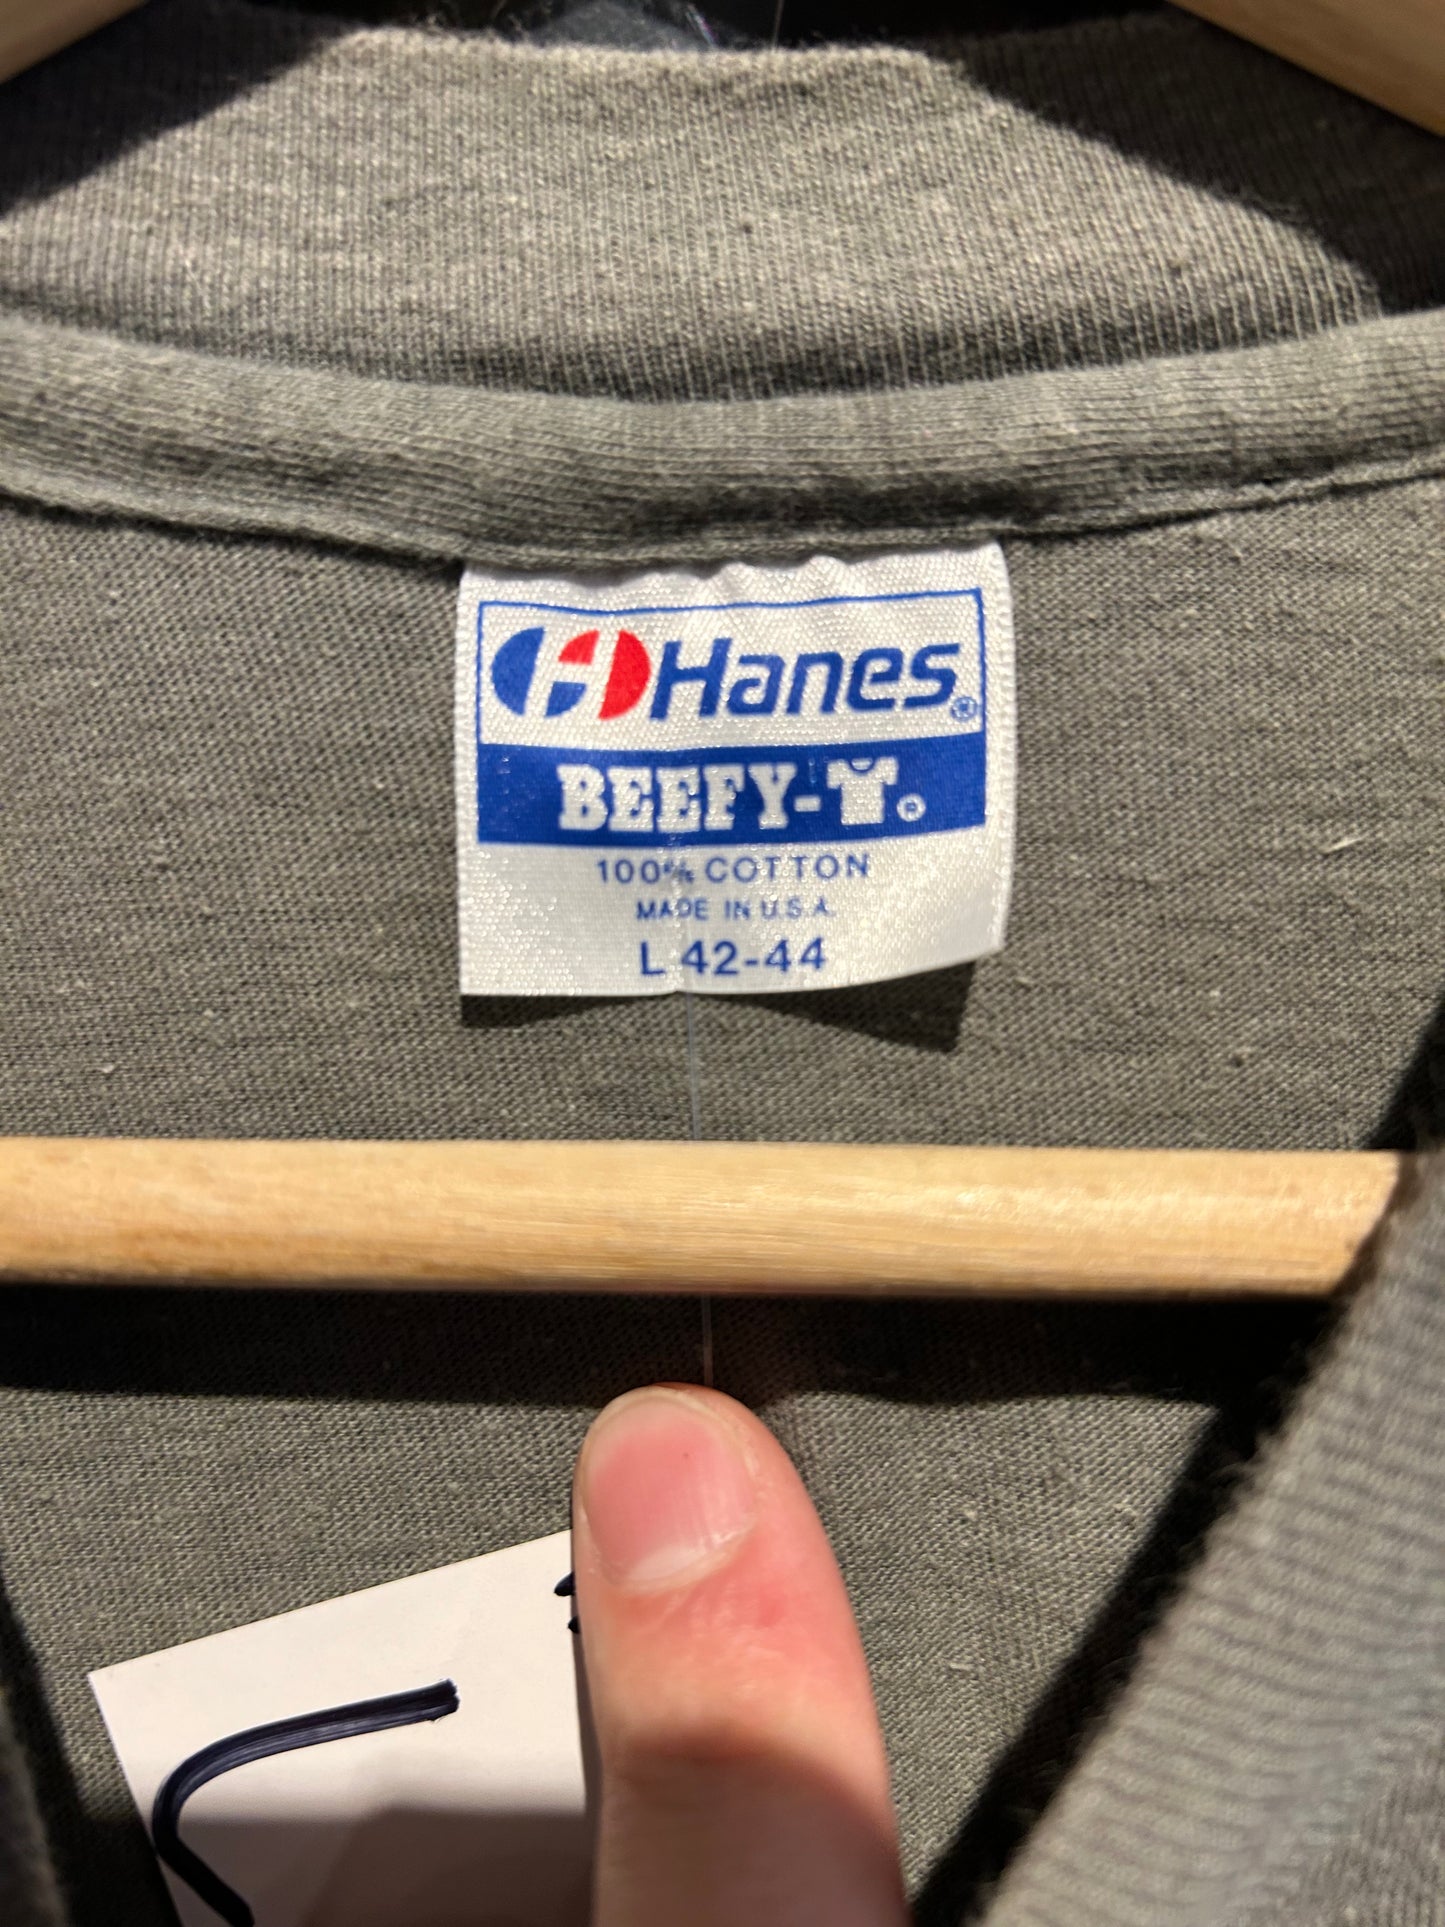 Hanes®
BEEFY-T®
100% COTTON
MADE IN U.S.A.
L 42-44